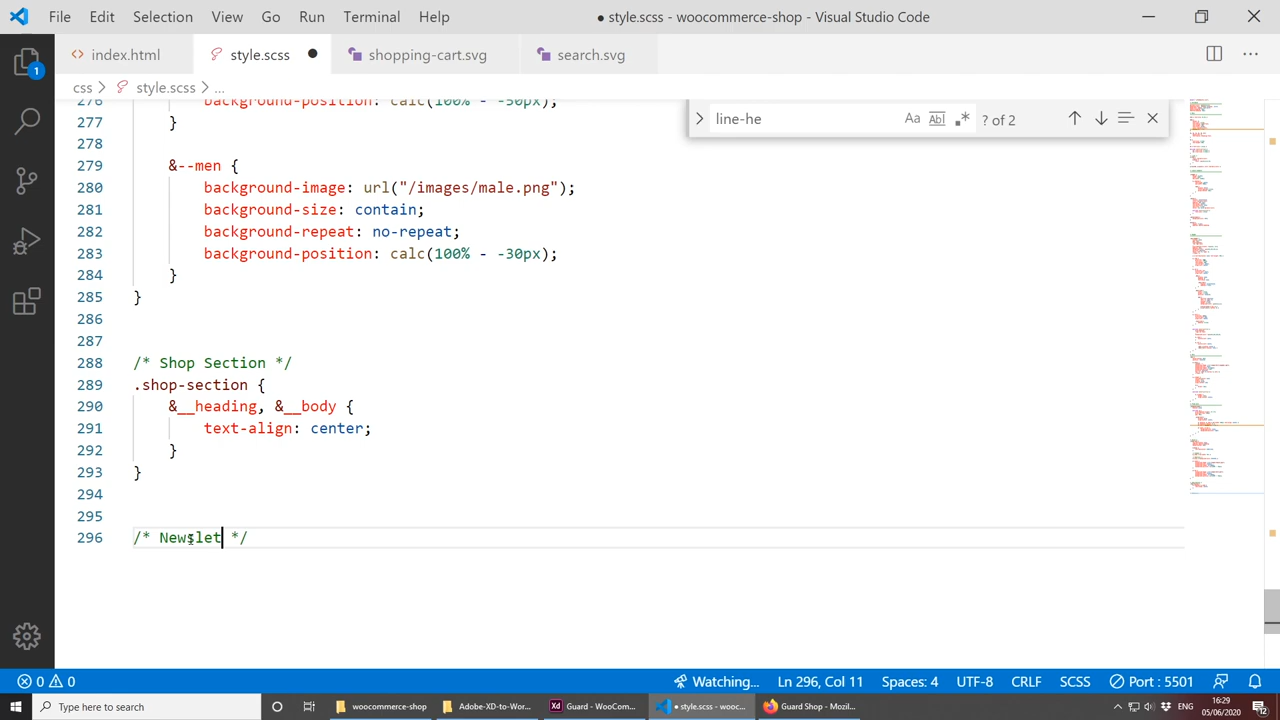 File Edit Selection View Go Run Terminal Help ● style.scss - woocommerce-shop - Visual Studio Code
<> index.html style.scss ● shopping-cart.svg search.svg
1
css > style.scss > ...
276 background-position: calc(100% - -50px);
277 }
278
279 &--men {
280 background-image: url("/images/male.png");
281 background-size: contain;
282 background-repeat: no-repeat;
283 background-position: calc(100% - -30px);
284 }
285 }
286
287
288 /* Shop Section */
289 .shop-section {
290 &__heading, &__body {
291 text-align: center;
292 }
293 }
294
295
296 /* Newslet */
line-he Aa Ab .* ? of 2
0 0 Watching... Ln 296, Col 11 Spaces: 4 UTF-8 CRLF SCSS Port : 5501
Type here to search woocommerce-shop Adobe-XD-to-Wor... Guard - WooCom... ● style.scss - wooc... Guard Shop - Mozil... ENG 16:29 05/06/2020 12